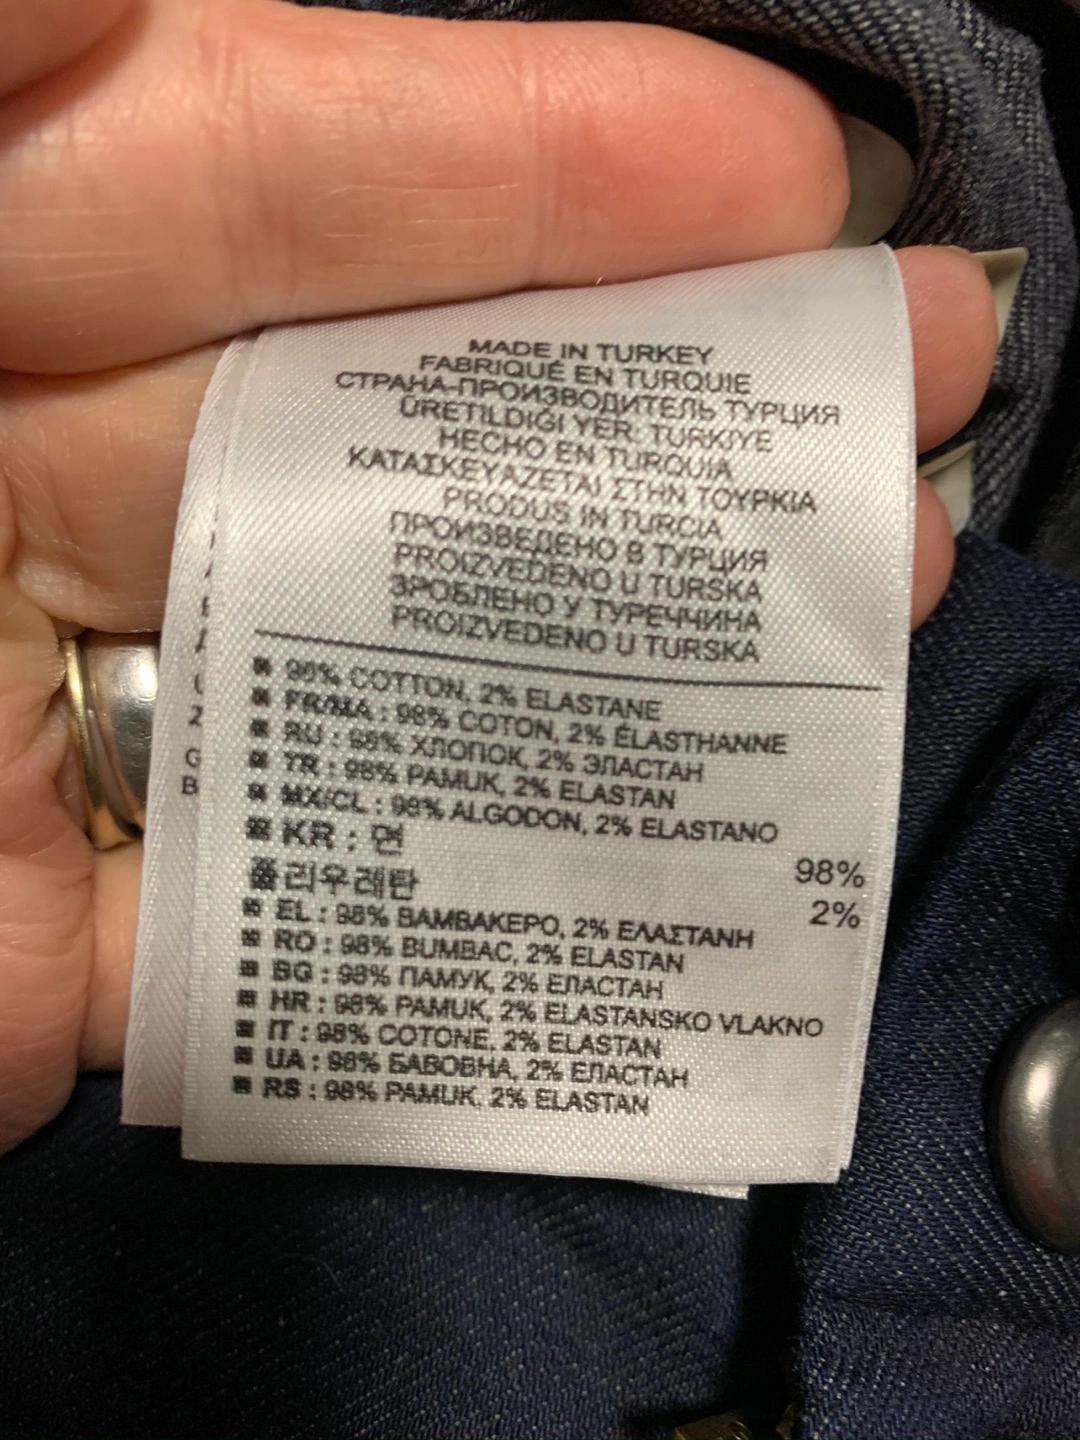 MADE IN TURKEY
FABRIQUÉ EN TURQUIE
СТРАНА-ПРОИЗВОДИТЕЛЬ ТУРЦИЯ
ÜRETILDIĞI YER: TURKIYE
HECHO EN TURQUIA
ΚΑΤΑΣΚΕΥΑΖΕΤΑΙ ΣΤΗΝ ΤΟΥΡΚΙΑ
PRODUS IN TURCIA
ПРОИЗВЕДЕНО В ТУРЦИЯ
PROIZVEDENO U TURSKA
ЗРОБЛЕНО У ТУРЕЧЧИНА
PROIZVEDENO U TURSKA
98% COTTON, 2% ELASTANE
FR/MA : 98% COTON, 2% ÉLASTHANNE
RU : 98% ХЛОПОК, 2% ЭЛАСТАН
TR : 98% PAMUK, 2% ELASTAN
MX/CL : 98% ALGODON, 2% ELASTANO
KR : 면 98%
폴리우레탄 2%
EL : 98% ΒΑΜΒΑΚΕΡΟ, 2% ΕΛΑΣΤΑΝΗ
RO : 98% BUMBAC, 2% ELASTAN
BG : 98% ПАМУК, 2% ЕЛАСТАН
HR : 98% PAMUK, 2% ELASTANSKO VLAKNO
IT : 98% COTONE, 2% ELASTAN
UA : 98% БАВОВНА, 2% ЕЛАСТАН
RS : 98% PAMUK, 2% ELASTAN